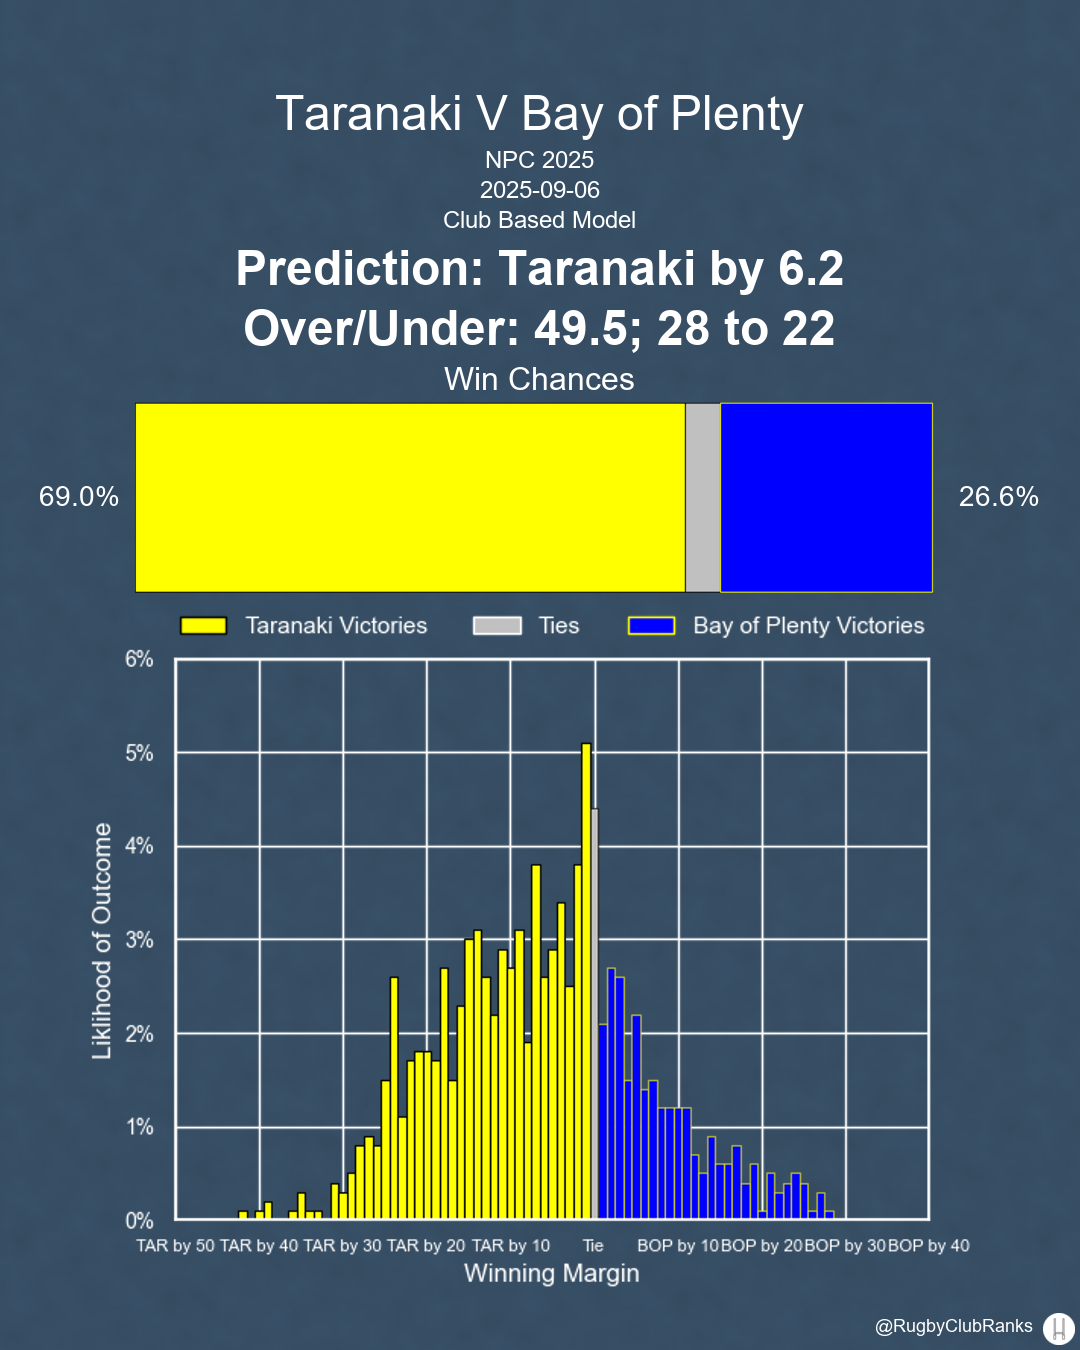 Taranaki V Bay of Plenty
NPC 2025
2025-09-06
Club Based Model
Prediction: Taranaki by 6.2
Over/Under: 49.5; 28 to 22
Win Chances
69.0%
26.6%
Taranaki Victories
Ties
Bay of Plenty Victories
6%
5%
4%
3%
2%
1%
0%
Liklihood of Outcome
TAR by 50 TAR by 40 TAR by 30 TAR by 20 TAR by 10 Tie BOP by 10 BOP by 20 BOP by 30 BOP by 40
Winning Margin
@RugbyClubRanks